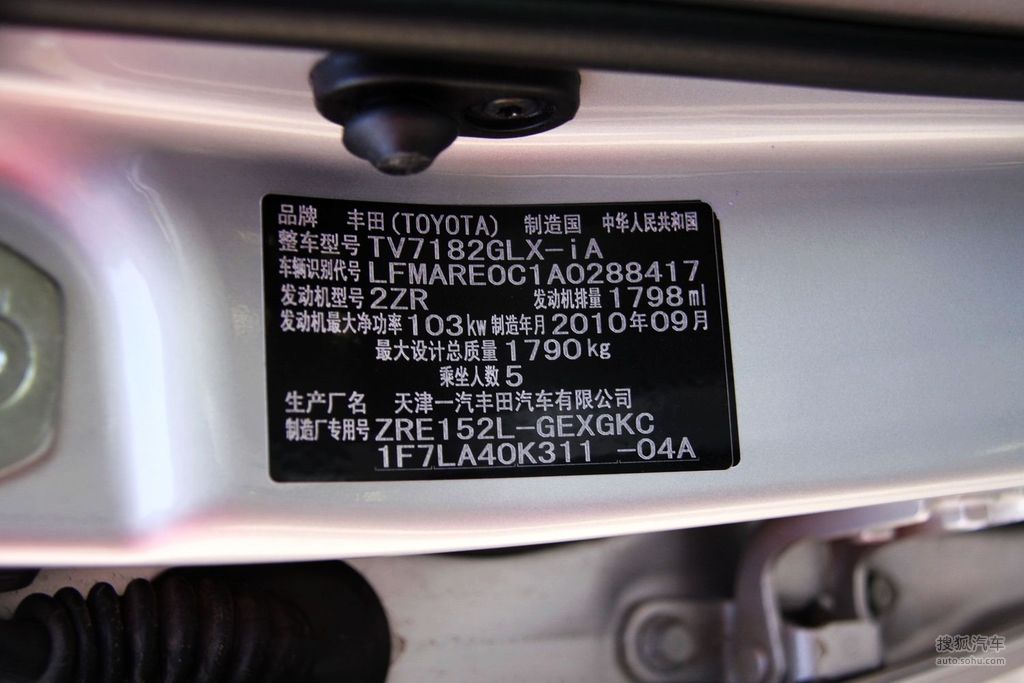 品牌 丰田(TOYOTA) 制造国 中华人民共和国
整车型号 TV7182GLX-iA
车辆识别代号 LFMARE0C1A0288417
发动机型号 2ZR 发动机排量 1798 ml
发动机最大净功率 103kw 制造年月 2010年09月
最大设计总质量 1790 kg
乘坐人数 5
生产厂名 天津一汽丰田汽车有限公司
制造厂专用号 ZRE152L-GEXGKC
1F7LA40K311 -04A
搜狐汽车
auto.sohu.com